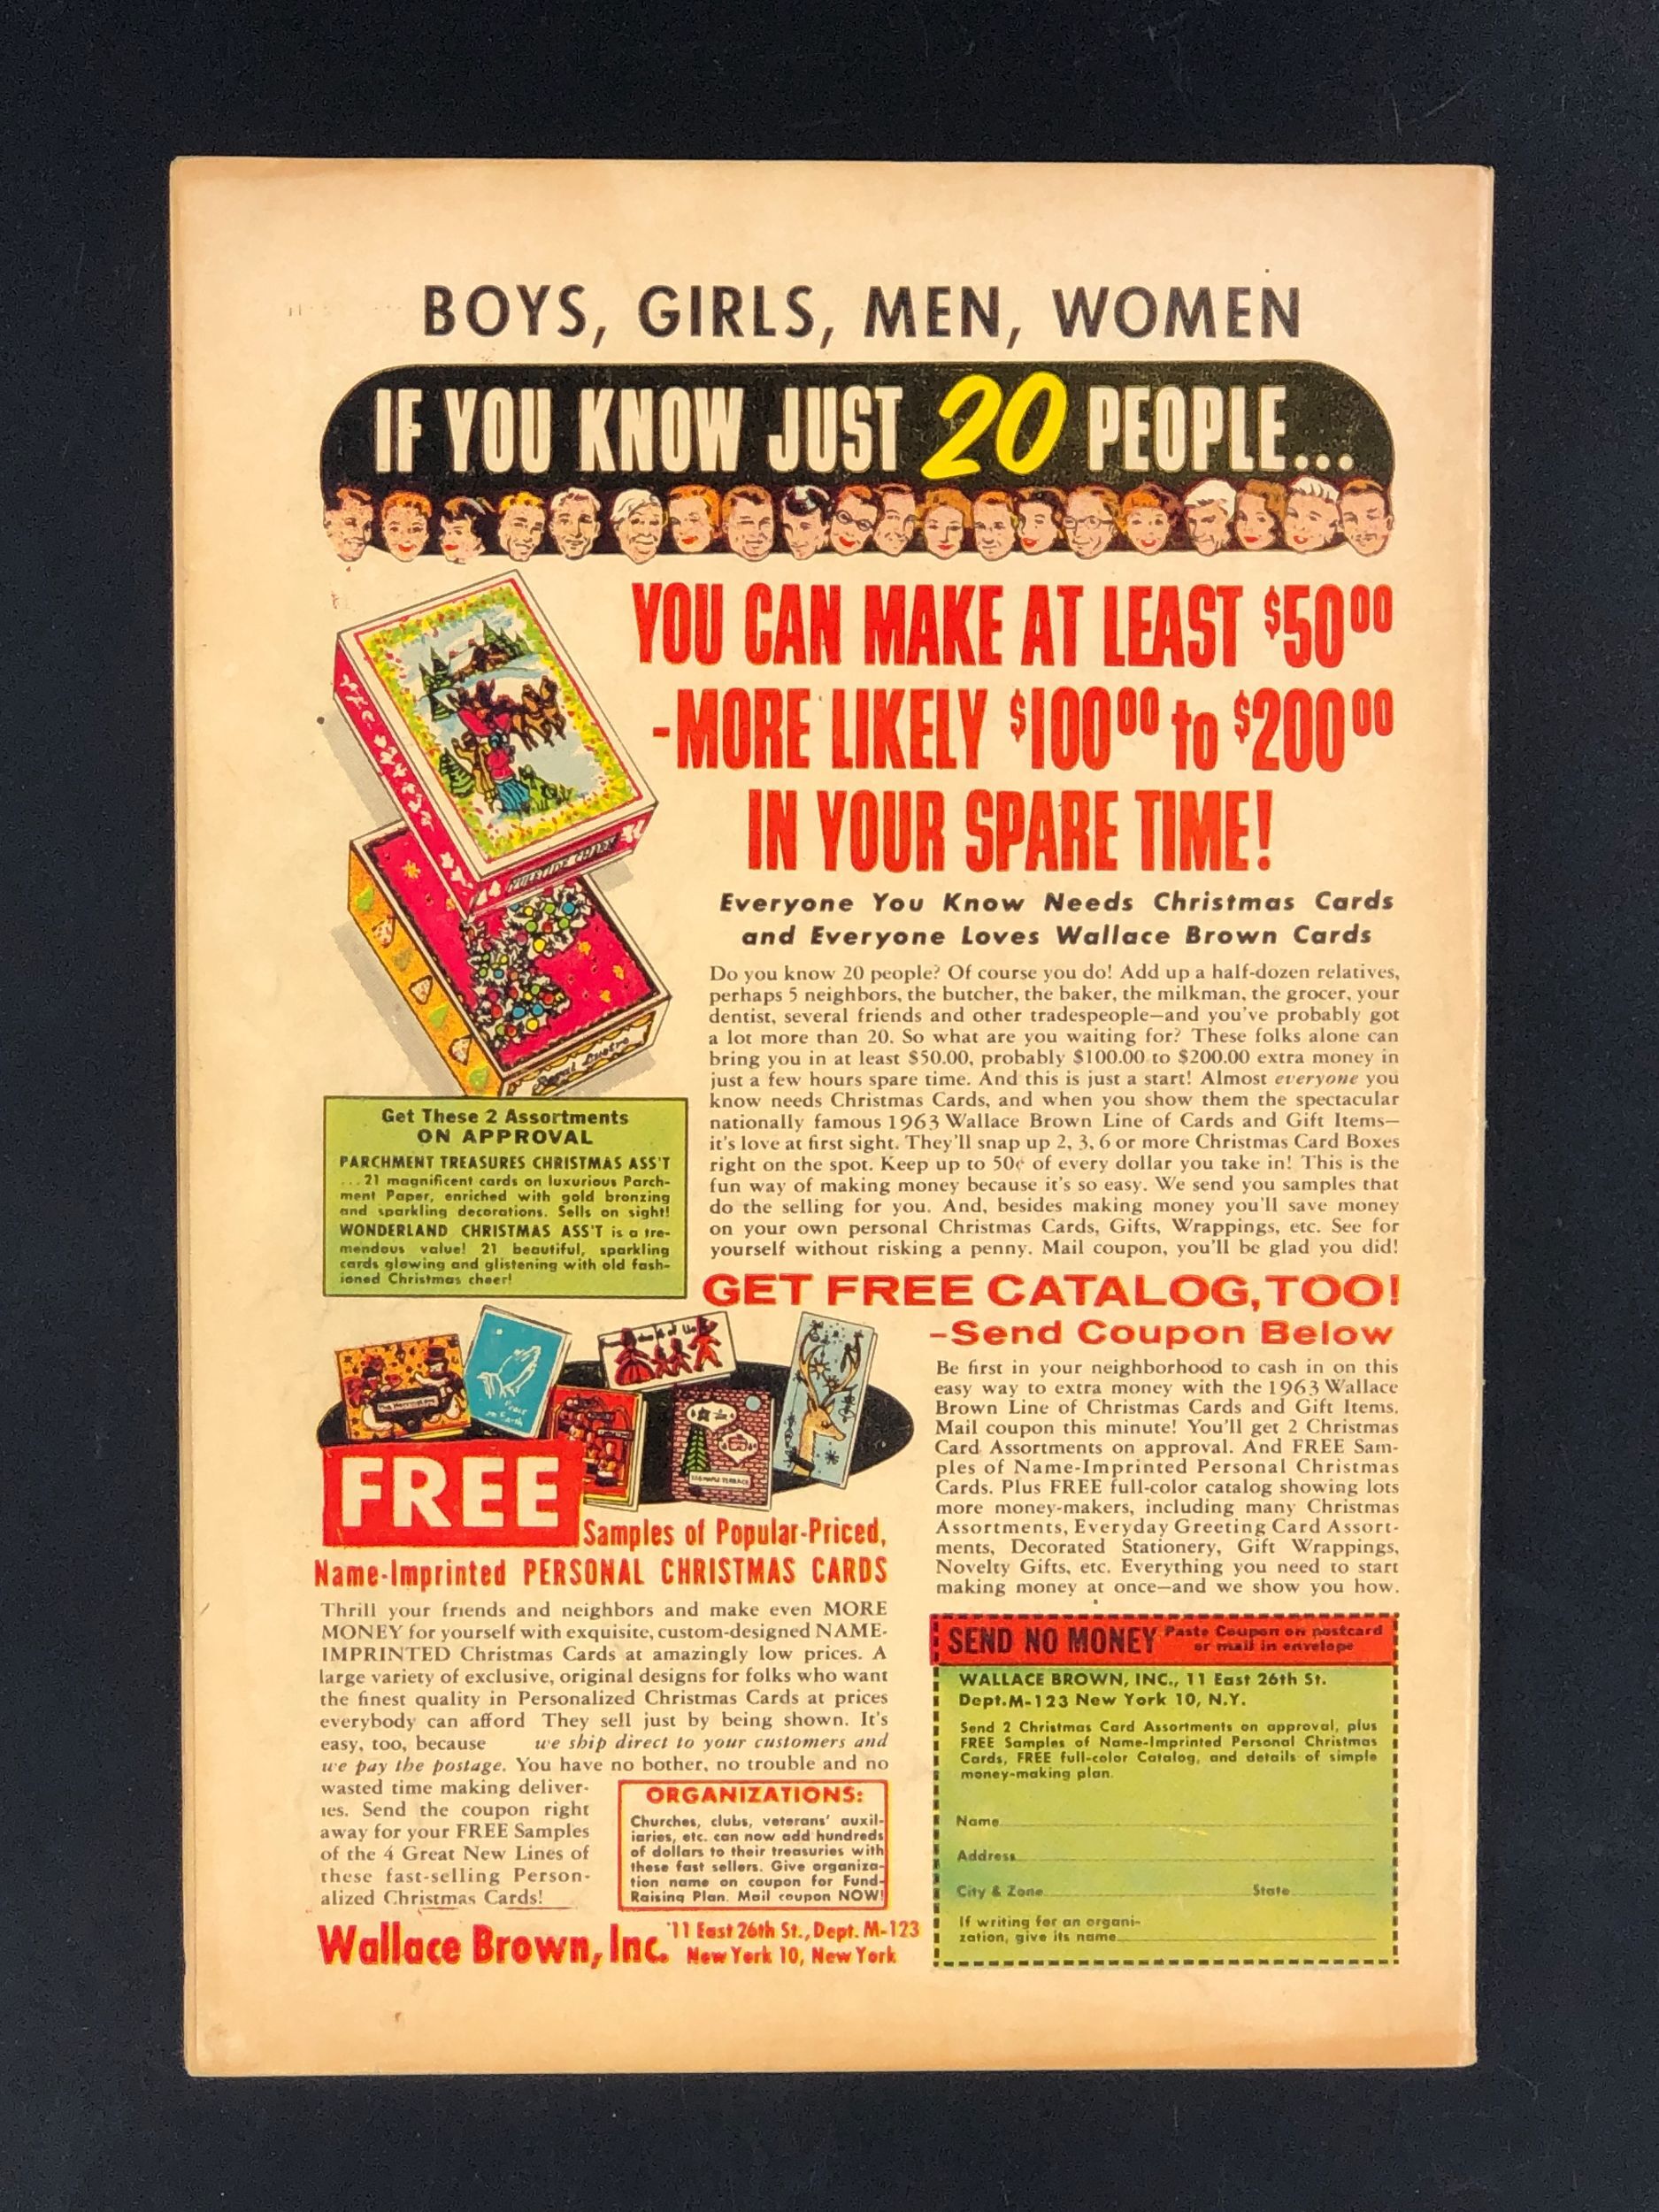 BOYS, GIRLS, MEN, WOMEN
IF YOU KNOW JUST 20 PEOPLE...
YOU CAN MAKE AT LEAST $50.00
-MORE LIKELY $100.00 to $200.00
IN YOUR SPARE TIME!
YULETIDE CHARM
Everyone You Know Needs Christmas Cards
and Everyone Loves Wallace Brown Cards
Do you know 20 people? Of course you do! Add up a half-dozen relatives,
perhaps 5 neighbors, the butcher, the baker, the milkman, the grocer, your
dentist, several friends and other tradespeople—and you've probably got
a lot more than 20. So what are you waiting for? These folks alone can
bring you in at least $50.00, probably $100.00 to $200.00 extra money in
just a few hours spare time. And this is just a start! Almost everyone you
know needs Christmas Cards, and when you show them the spectacular
nationally famous 1963 Wallace Brown Line of Cards and Gift Items—
it's love at first sight. They'll snap up 2, 3, 6 or more Christmas Card Boxes
right on the spot. Keep up to 50¢ of every dollar you take in! This is the
fun way of making money because it's so easy. We send you samples that
do the selling for you. And, besides making money you'll save money
on your own personal Christmas Cards, Gifts, Wrappings, etc. See for
yourself without risking a penny. Mail coupon, you'll be glad you did!
Get These 2 Assortments
ON APPROVAL
PARCHMENT TREASURES CHRISTMAS ASS'T
...21 magnificent cards on luxurious Parch-
ment Paper, enriched with gold bronzing
and sparkling decorations. Sells on sight!
WONDERLAND CHRISTMAS ASS'T is a tre-
mendous value! 21 beautiful, sparkling
cards glowing and glistening with old fash-
ioned Christmas cheer!
GET FREE CATALOG, TOO!
-Send Coupon Below
Be first in your neighborhood to cash in on this
easy way to extra money with the 1963 Wallace
Brown Line of Christmas Cards and Gift Items.
Mail coupon this minute! You'll get 2 Christmas
Card Assortments on approval. And FREE Sam-
ples of Name-Imprinted Personal Christmas
Cards. Plus FREE full-color catalog showing lots
more money-makers, including many Christmas
Assortments, Everyday Greeting Card Assort-
ments, Decorated Stationery, Gift Wrappings,
Novelty Gifts, etc. Everything you need to start
making money at once—and we show you how.
Peace on Earth
FREE
Samples of Popular-Priced,
Name-Imprinted PERSONAL CHRISTMAS CARDS
Thrill your friends and neighbors and make even MORE
MONEY for yourself with exquisite, custom-designed NAME-
IMPRINTED Christmas Cards at amazingly low prices. A
large variety of exclusive, original designs for folks who want
the finest quality in Personalized Christmas Cards at prices
everybody can afford They sell just by being shown. It's
easy, too, because we ship direct to your customers and
we pay the postage. You have no bother, no trouble and no
wasted time making deliver-
ies. Send the coupon right
away for your FREE Samples
of the 4 Great New Lines of
these fast-selling Person-
alized Christmas Cards!
ORGANIZATIONS:
Churches, clubs, veterans' auxil-
iaries, etc. can now add hundreds
of dollars to their treasuries with
these fast sellers. Give organiza-
tion name on coupon for Fund-
Raising Plan. Mail coupon NOW!
Wallace Brown, Inc. 11 East 26th St., Dept. M-123
New York 10, New York
SEND NO MONEY Paste Coupon on postcard
or mail in envelope
WALLACE BROWN, INC., 11 East 26th St.
Dept. M-123 New York 10, N.Y.
Send 2 Christmas Card Assortments on approval, plus
FREE Samples of Name-Imprinted Personal Christmas
Cards, FREE full-color Catalog, and details of simple
money-making plan.
Name
Address
City & Zone State
If writing for an organi-
zation, give its name